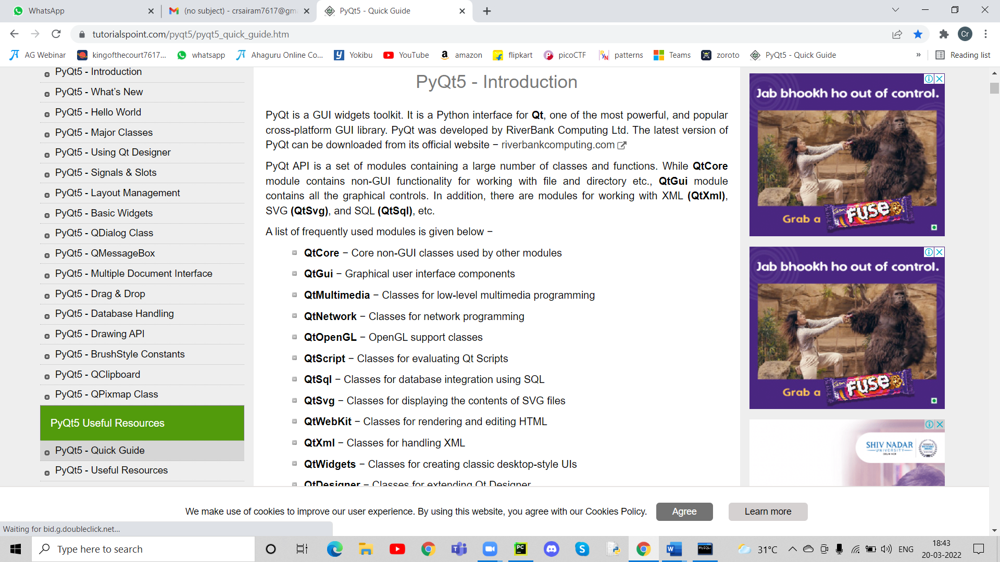 WhatsApp
(no subject) - crsairam7617@gm
PyQt5 - Quick Guide
tutorialspoint.com/pyqt5/pyqt5_quick_guide.htm
Cr
AG Webinar
kingofthecourt7617...
whatsapp
Ahaguru Online Co...
Yokibu
YouTube
amazon
flipkart
picoCTF
patterns
Teams
zoroto
PyQt5 - Quick Guide
»
Reading list
PyQt5 - Introduction
PyQt5 - What's New
PyQt5 - Hello World
PyQt5 - Major Classes
PyQt5 - Using Qt Designer
PyQt5 - Signals & Slots
PyQt5 - Layout Management
PyQt5 - Basic Widgets
PyQt5 - QDialog Class
PyQt5 - QMessageBox
PyQt5 - Multiple Document Interface
PyQt5 - Drag & Drop
PyQt5 - Database Handling
PyQt5 - Drawing API
PyQt5 - BrushStyle Constants
PyQt5 - QClipboard
PyQt5 - QPixmap Class
PyQt5 Useful Resources
PyQt5 - Quick Guide
PyQt5 - Useful Resources
PyQt5 - Introduction
PyQt is a GUI widgets toolkit. It is a Python interface for Qt, one of the most powerful, and popular
cross-platform GUI library. PyQt was developed by RiverBank Computing Ltd. The latest version of
PyQt can be downloaded from its official website − riverbankcomputing.com
PyQt API is a set of modules containing a large number of classes and functions. While QtCore
module contains non-GUI functionality for working with file and directory etc., QtGui module
contains all the graphical controls. In addition, there are modules for working with XML (QtXml),
SVG (QtSvg), and SQL (QtSql), etc.
A list of frequently used modules is given below −
QtCore − Core non-GUI classes used by other modules
QtGui − Graphical user interface components
QtMultimedia − Classes for low-level multimedia programming
QtNetwork − Classes for network programming
QtOpenGL − OpenGL support classes
QtScript − Classes for evaluating Qt Scripts
QtSql − Classes for database integration using SQL
QtSvg − Classes for displaying the contents of SVG files
QtWebKit − Classes for rendering and editing HTML
QtXml − Classes for handling XML
QtWidgets − Classes for creating classic desktop-style UIs
QtDesigner − Classes for extending Qt Designer
Jab bhookh ho out of control.
Grab a
Cadbury
FUSE
Jab bhookh ho out of control.
Grab a
Cadbury
FUSE
SHIV NADAR
UNIVERSITY
DELHI NCR
We make use of cookies to improve our user experience. By using this website, you agree with our Cookies Policy.
Agree
Learn more
Waiting for bid.g.doubleclick.net...
Type here to search
PC
MySQL
31°C
ENG
18:43
20-03-2022